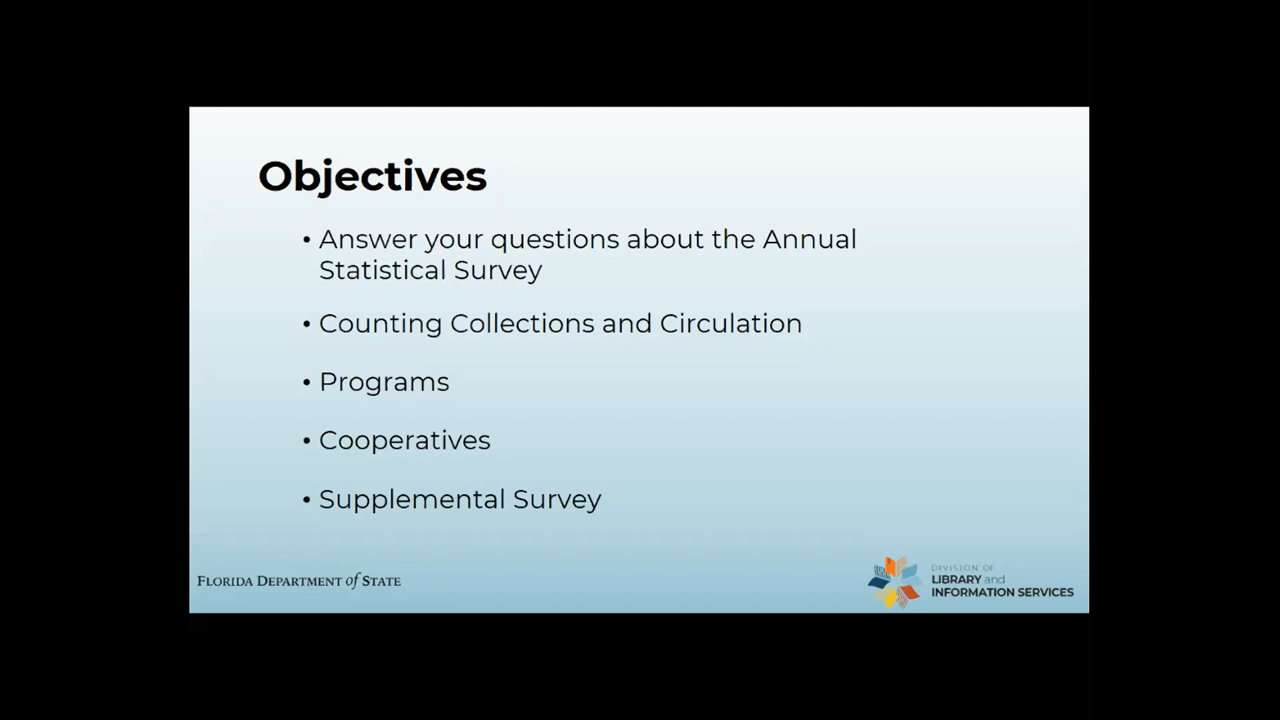 Objectives
• Answer your questions about the Annual
Statistical Survey
• Counting Collections and Circulation
• Programs
• Cooperatives
• Supplemental Survey
FLORIDA DEPARTMENT of STATE
DIVISION OF
LIBRARY and
INFORMATION SERVICES